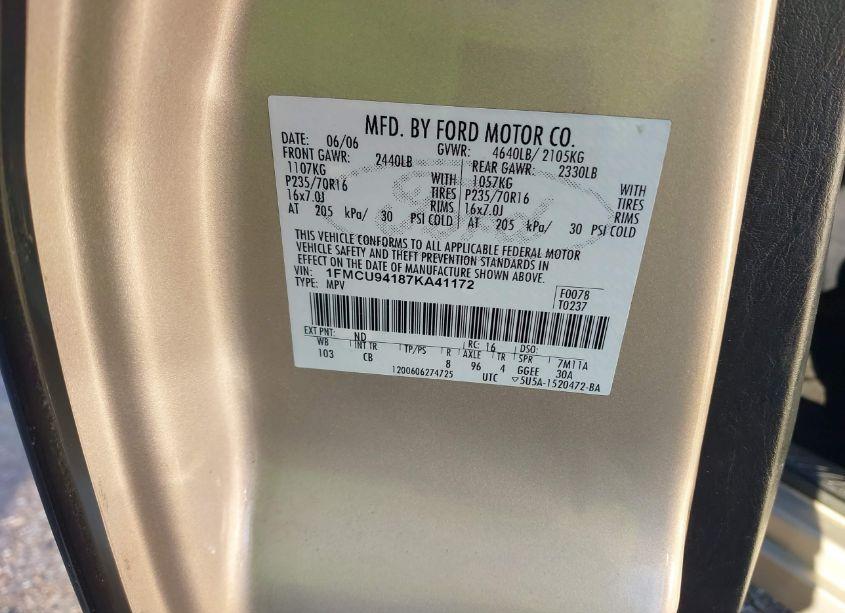 MFD. BY FORD MOTOR CO.
DATE: 06/06 GVWR: 4640LB/ 2105KG
FRONT GAWR: 2440LB REAR GAWR: 2330LB
1107KG WITH 1057KG WITH
P235/70R16 TIRES P235/70R16 TIRES
16x7.0J RIMS 16x7.0J RIMS
AT 205 kPa/ 30 PSI COLD AT 205 kPa/ 30 PSI COLD
THIS VEHICLE CONFORMS TO ALL APPLICABLE FEDERAL MOTOR
VEHICLE SAFETY AND THEFT PREVENTION STANDARDS IN
EFFECT ON THE DATE OF MANUFACTURE SHOWN ABOVE.
VIN: 1FMCU94187KA41172
TYPE: MPV
F0078
T0237
EXT PNT: ND RC: 16 DSO:
WB INT TR TP/PS R AXLE TR SPR 7M11A
103 CB 8 96 4 GGEE 30A
1200606274725 UTC ▽5U5A-1520472-BA
Ford